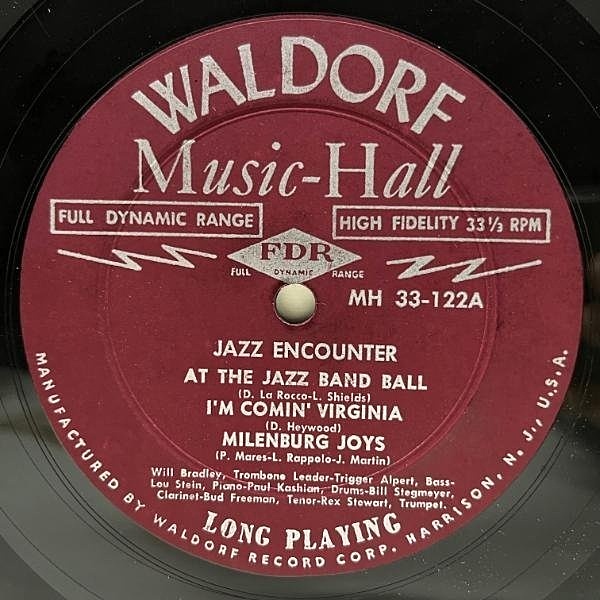 WALDORF
Music-Hall
FULL DYNAMIC RANGE
HIGH FIDELITY 33 1/3 RPM
FDR
FULL DYNAMIC RANGE
MH 33-122A
JAZZ ENCOUNTER
AT THE JAZZ BAND BALL
(D. La Rocco-L. Shields)
I'M COMIN' VIRGINIA
(D. Heywood)
MILENBURG JOYS
(P. Mares-L. Rappolo-J. Martin)
Will Bradley, Trombone Leader-Trigger Alpert, Bass-
Lou Stein, Piano-Paul Kashian, Drums-Bill Stegmeyer,
Clarinet-Bud Freeman, Tenor-Rex Stewart, Trumpet.
LONG PLAYING
MANUFACTURED BY WALDORF RECORD CORP. HARRISON, N. J., U.S.A.